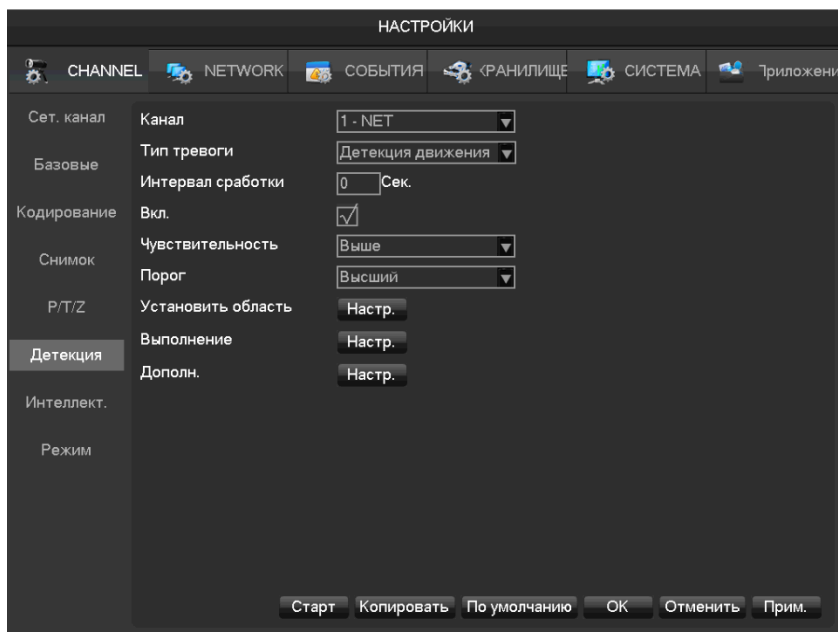 НАСТРОЙКИ
CHANNEL NETWORK СОБЫТИЯ ХРАНИЛИЩЕ СИСТЕМА Приложени
Сет. канал
Базовые
Кодирование
Снимок
P/T/Z
Детекция
Интеллект.
Режим
Канал 1 - NET
Тип тревоги Детекция движения
Интервал сработки 0 Сек.
Вкл.
Чувствительность Выше
Порог Высший
Установить область Настр.
Выполнение Настр.
Дополн. Настр.
Старт Копировать По умолчанию OK Отменить Прим.